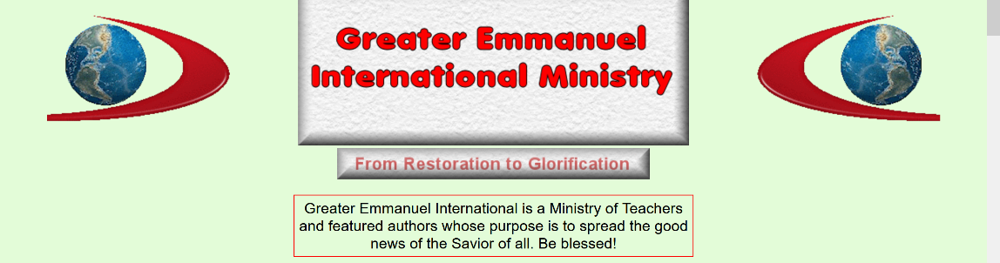 Greater Emmanuel
International Ministry
From Restoration to Glorification
Greater Emmanuel International is a Ministry of Teachers
and featured authors whose purpose is to spread the good
news of the Savior of all. Be blessed!